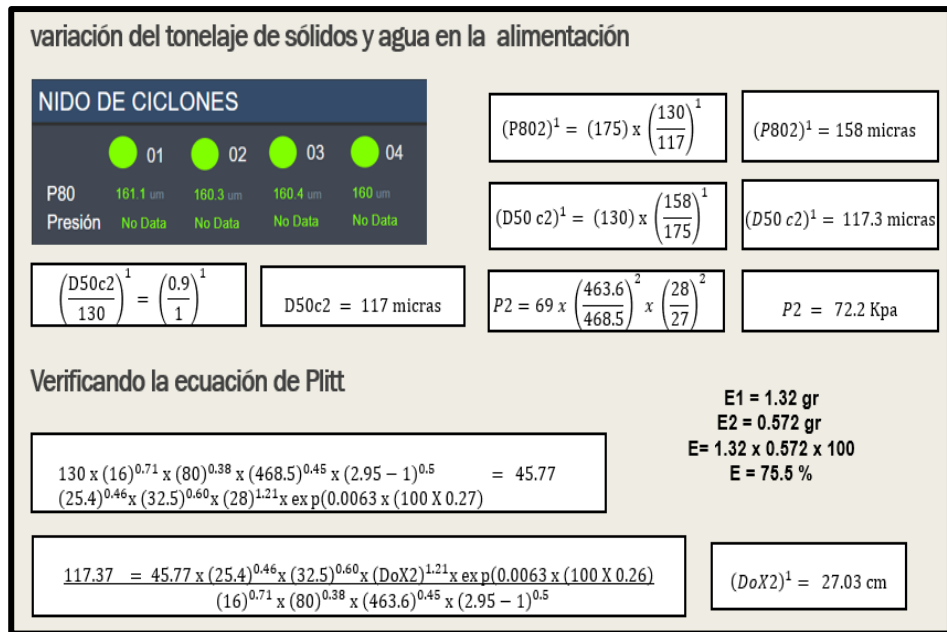 variación del tonelaje de sólidos y agua en la alimentación
NIDO DE CICLONES
01 02 03 04
P80 161.1 um 160.3 um 160.4 um 160 um
Presión No Data No Data No Data No Data
(D50c2/130)¹ = (0.9/1)¹
D50c2 = 117 micras
(P802)¹ = (175) x (130/117)¹
(P802)¹ = 158 micras
(D50 c2)¹ = (130) x (158/175)¹
(D50 c2)¹ = 117.3 micras
P2 = 69 x (463.6/468.5)² x (28/27)²
P2 = 72.2 Kpa
Verificando la ecuación de Plitt
E1 = 1.32 gr
E2 = 0.572 gr
E= 1.32 x 0.572 x 100
E = 75.5 %
130 x (16)^0.71 x (80)^0.38 x (468.5)^0.45 x (2.95 − 1)^0.5 = 45.77
(25.4)^0.46 x (32.5)^0.60 x (28)^1.21 x ex p(0.0063 x (100 X 0.27)
117.37 = 45.77 x (25.4)^0.46 x (32.5)^0.60 x (DoX2)^1.21 x ex p(0.0063 x (100 X 0.26)
(16)^0.71 x (80)^0.38 x (463.6)^0.45 x (2.95 − 1)^0.5
(DoX2)¹ = 27.03 cm